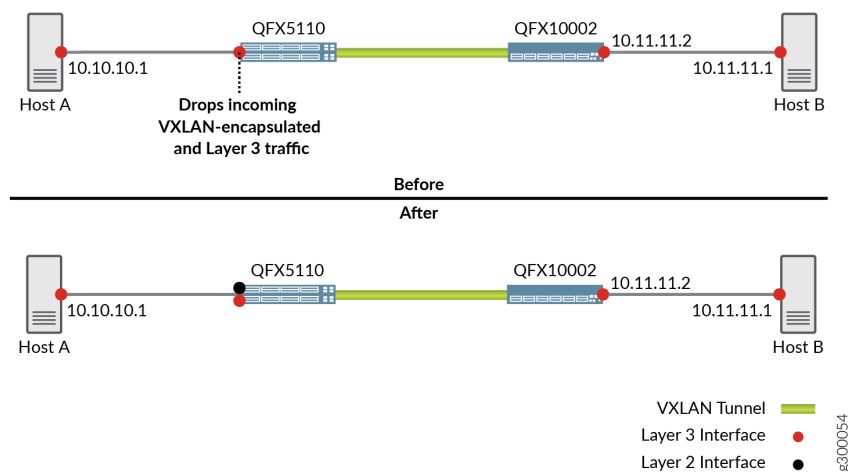 QFX5110
QFX10002
10.11.11.2
10.10.10.1
10.11.11.1
Host A
Host B
Drops incoming
VXLAN-encapsulated
and Layer 3 traffic
Before
After
QFX5110
QFX10002
10.11.11.2
10.10.10.1
10.11.11.1
Host A
Host B
VXLAN Tunnel
Layer 3 Interface
Layer 2 Interface
g300054